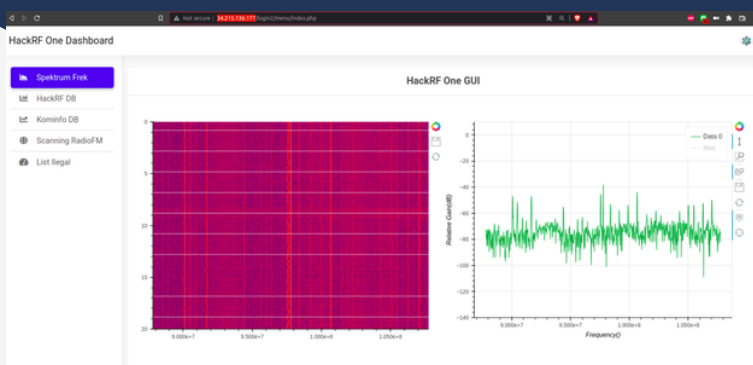 Not secure | 34.215.136.177/login2/menu/index.php
HackRF One Dashboard
Spektrum Frek
HackRF DB
Kominfo DB
Scanning RadioFM
List Ilegal
HackRF One GUI
0
5
10
15
20
9.000e+7
9.500e+7
1.000e+8
1.050e+8
Relative Gain(dB)
0
-20
-40
-60
-80
-100
-120
-140
9.000e+7
9.500e+7
1.000e+8
1.050e+8
Frequency()
Data 0
Max